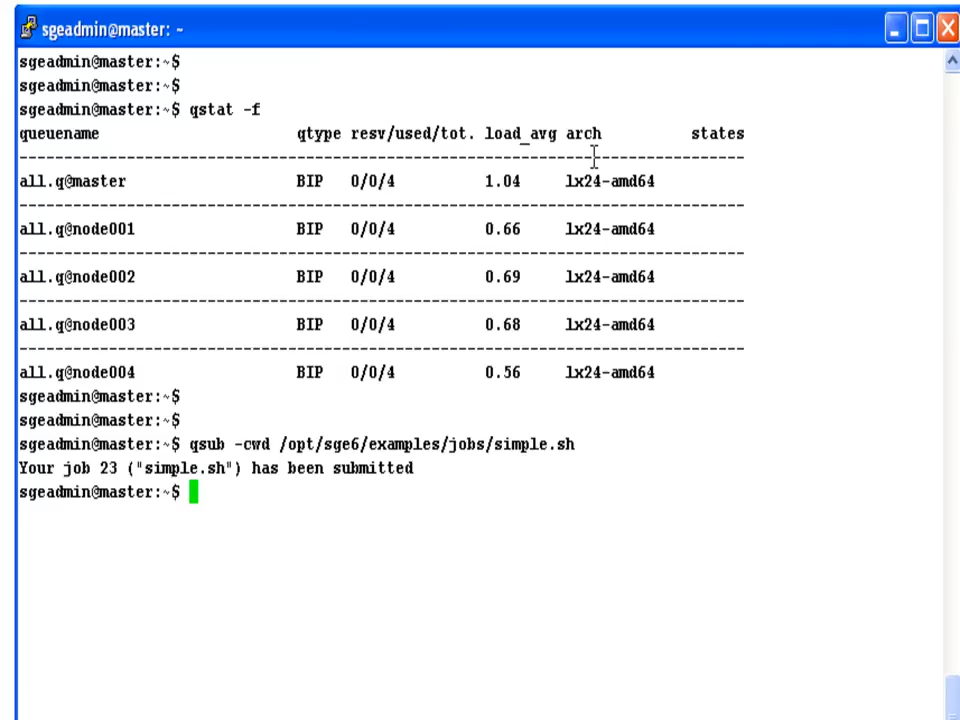 sgeadmin@master: ~
sgeadmin@master:~$
sgeadmin@master:~$
sgeadmin@master:~$ qstat -f
queuename                      qtype resv/used/tot. load_avg arch          states
---------------------------------------------------------------------------------
all.q@master                   BIP   0/0/4          1.04     lx24-amd64
---------------------------------------------------------------------------------
all.q@node001                  BIP   0/0/4          0.66     lx24-amd64
---------------------------------------------------------------------------------
all.q@node002                  BIP   0/0/4          0.69     lx24-amd64
---------------------------------------------------------------------------------
all.q@node003                  BIP   0/0/4          0.68     lx24-amd64
---------------------------------------------------------------------------------
all.q@node004                  BIP   0/0/4          0.56     lx24-amd64
sgeadmin@master:~$
sgeadmin@master:~$
sgeadmin@master:~$ qsub -cwd /opt/sge6/examples/jobs/simple.sh
Your job 23 ("simple.sh") has been submitted
sgeadmin@master:~$